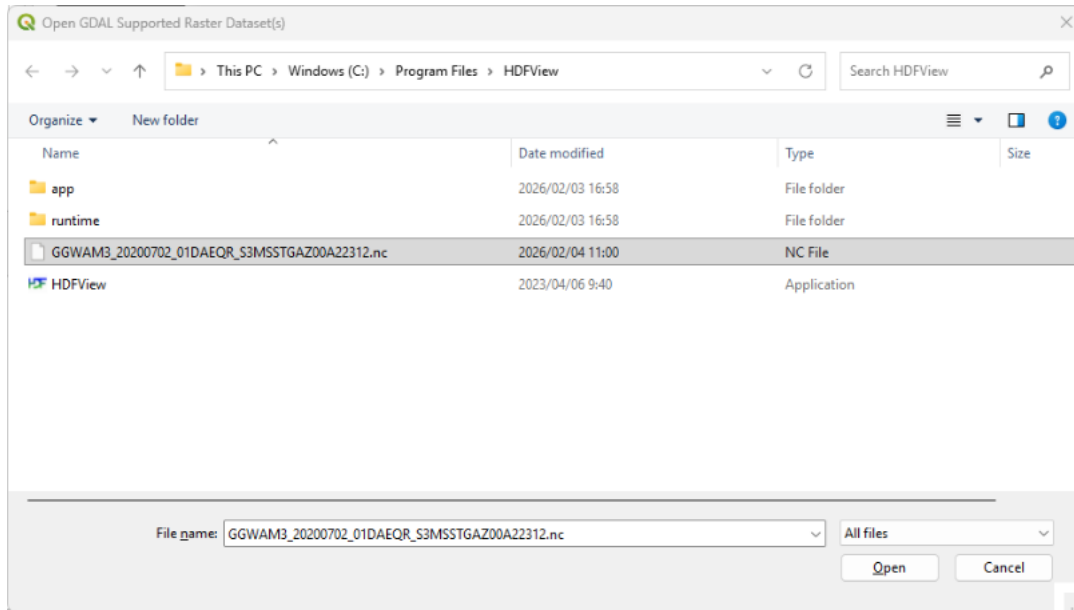 Open GDAL Supported Raster Dataset(s)
This PC > Windows (C:) > Program Files > HDFView
Search HDFView
Organize New folder
Name Date modified Type Size
app 2026/02/03 16:58 File folder
runtime 2026/02/03 16:58 File folder
GGWAM3_20200702_01DAEQR_S3MSSTGAZ00A22312.nc 2026/02/04 11:00 NC File
HDFView 2023/04/06 9:40 Application
File name: GGWAM3_20200702_01DAEQR_S3MSSTGAZ00A22312.nc All files
Open Cancel